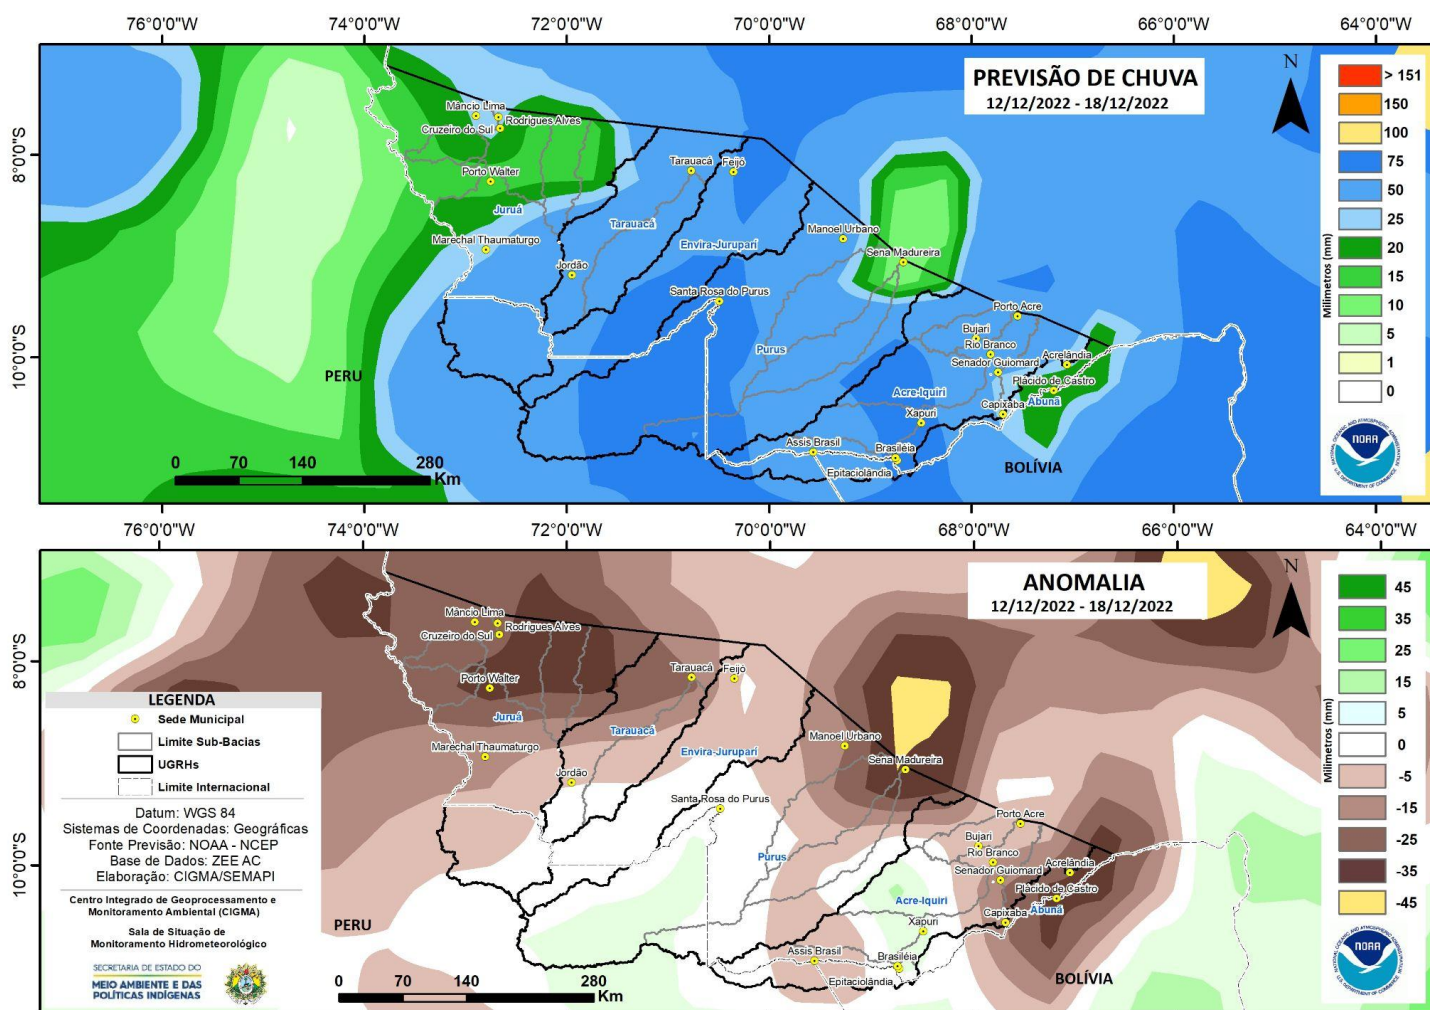 76°0'0"W 74°0'0"W 72°0'0"W 70°0'0"W 68°0'0"W 66°0'0"W 64°0'0"W
PREVISÃO DE CHUVA
12/12/2022 - 18/12/2022
N
8°0'0"S
10°0'0"S
Mâncio Lima
Rodrigues Alves
Cruzeiro do Sul
Porto Walter
Juruá
Marechal Thaumaturgo
Tarauacá
Feijó
Tarauacá
Jordão
Envira-Jurupari
Manoel Urbano
Sena Madureira
Santa Rosa do Purus
Purus
Porto Acre
Bujari
Rio Branco
Senador Guiomard
Acrelândia
Plácido de Castro
Abunã
Acre-Iquiri
Capixaba
Xapuri
Assis Brasil
Brasiléia
Epitaciolândia
PERU
BOLÍVIA
0 70 140 280
Km
Milímetros (mm)
> 151
150
100
75
50
25
20
15
10
5
1
0
NOAA
76°0'0"W 74°0'0"W 72°0'0"W 70°0'0"W 68°0'0"W 66°0'0"W 64°0'0"W
ANOMALIA
12/12/2022 - 18/12/2022
N
8°0'0"S
10°0'0"S
Mâncio Lima
Rodrigues Alves
Cruzeiro do Sul
Porto Walter
Juruá
Marechal Thaumaturgo
Tarauacá
Feijó
Tarauacá
Jordão
Envira-Jurupari
Manoel Urbano
Sena Madureira
Santa Rosa do Purus
Purus
Porto Acre
Bujari
Rio Branco
Senador Guiomard
Acrelândia
Plácido de Castro
Abunã
Acre-Iquiri
Capixaba
Xapuri
Assis Brasil
Brasiléia
Epitaciolândia
PERU
BOLÍVIA
0 70 140 280
Km
Milímetros (mm)
45
35
25
15
5
0
-5
-15
-25
-35
-45
NOAA
LEGENDA
Sede Municipal
Limite Sub-Bacias
UGRHs
Limite Internacional
Datum: WGS 84
Sistemas de Coordenadas: Geográficas
Fonte Previsão: NOAA - NCEP
Base de Dados: ZEE AC
Elaboração: CIGMA/SEMAPI
Centro Integrado de Geoprocessamento e
Monitoramento Ambiental (CIGMA)
Sala de Situação de
Monitoramento Hidrometeorológico
SECRETARIA DE ESTADO DO
MEIO AMBIENTE E DAS
POLÍTICAS INDÍGENAS